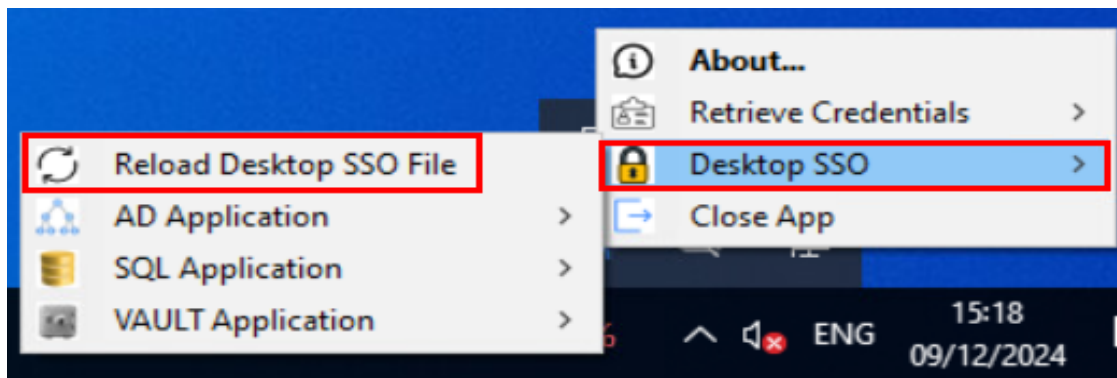 About...
Retrieve Credentials
Desktop SSO
Close App
Reload Desktop SSO File
AD Application
SQL Application
VAULT Application
ENG
15:18
09/12/2024